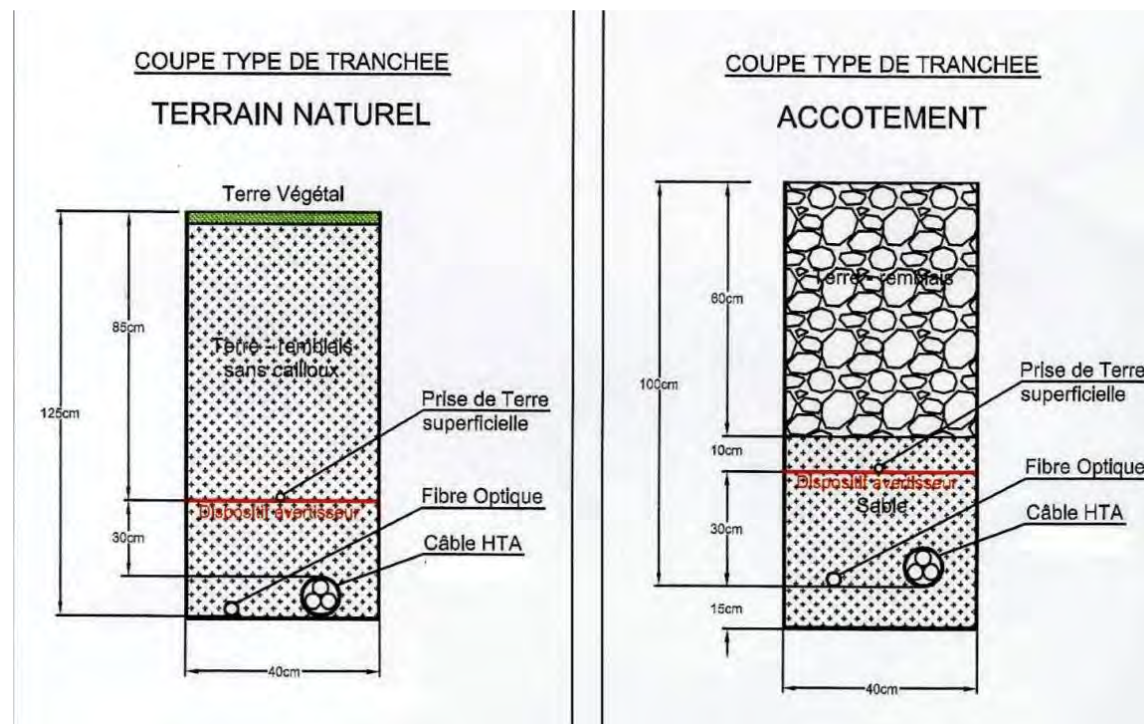 COUPE TYPE DE TRANCHEE
TERRAIN NATUREL
Terre Végétal
85cm
Terre - remblais
sans cailloux
125cm
Prise de Terre
superficielle
Dispositif avertisseur
Fibre Optique
30cm
Câble HTA
40cm
COUPE TYPE DE TRANCHEE
ACCOTEMENT
Terre - remblais
60cm
100cm
Prise de Terre
superficielle
10cm
Fibre Optique
Dispositif avertisseur
Sable
30cm
Câble HTA
15cm
40cm